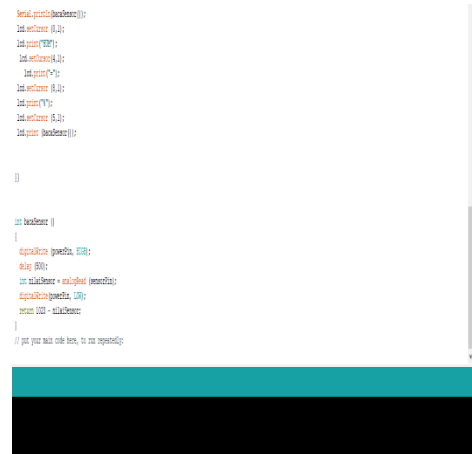 Serial.println(bacaSensor());
lcd.setCursor (0,1);
lcd.print("HUM");
lcd.setCursor(4,1);
lcd.print("=");
lcd.setCursor (8,1);
lcd.print("%");
lcd.setCursor (5,1);
lcd.print (bacaSensor());
}}
int bacaSensor ()
{
digitalWrite (powerPin, HIGH);
delay (500);
int nilaiSensor = analogRead (sensorPin);
digitalWrite(powerPin, LOW);
return 1023 - nilaiSensor;
}
// put your main code here, to run repeatedly: